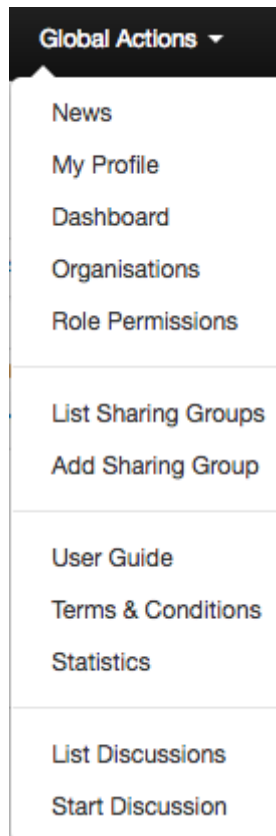 Global Actions
News
My Profile
Dashboard
Organisations
Role Permissions
List Sharing Groups
Add Sharing Group
User Guide
Terms & Conditions
Statistics
List Discussions
Start Discussion